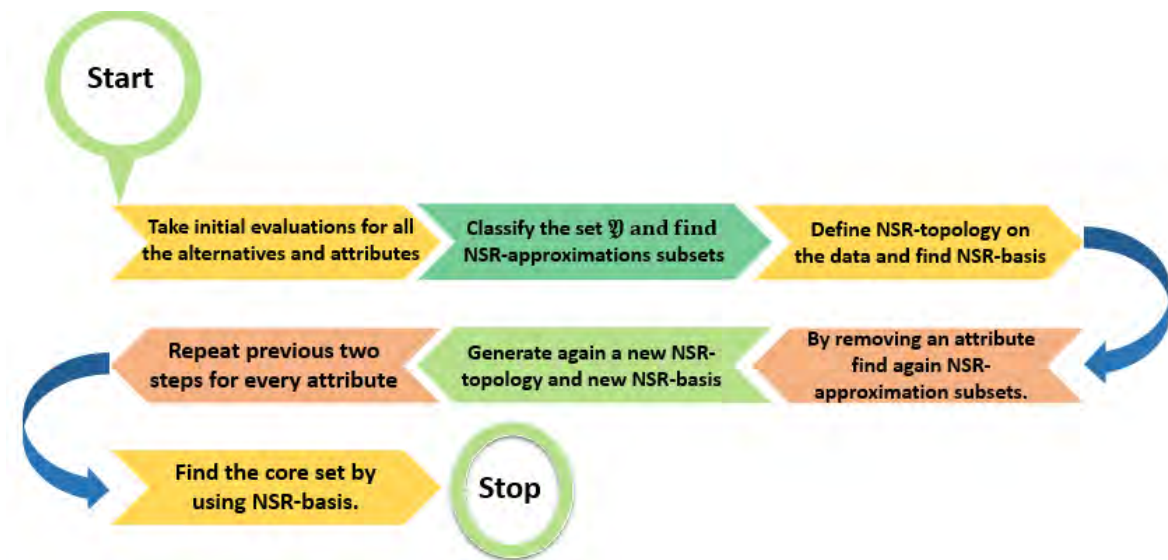 Start
Take initial evaluations for all
the alternatives and attributes
Classify the set 𝖄 and find
NSR-approximations subsets
Define NSR-topology on
the data and find NSR-basis
By removing an attribute
find again NSR-
approximation subsets.
Generate again a new NSR-
topology and new NSR-basis
Repeat previous two
steps for every attribute
Find the core set by
using NSR-basis.
Stop